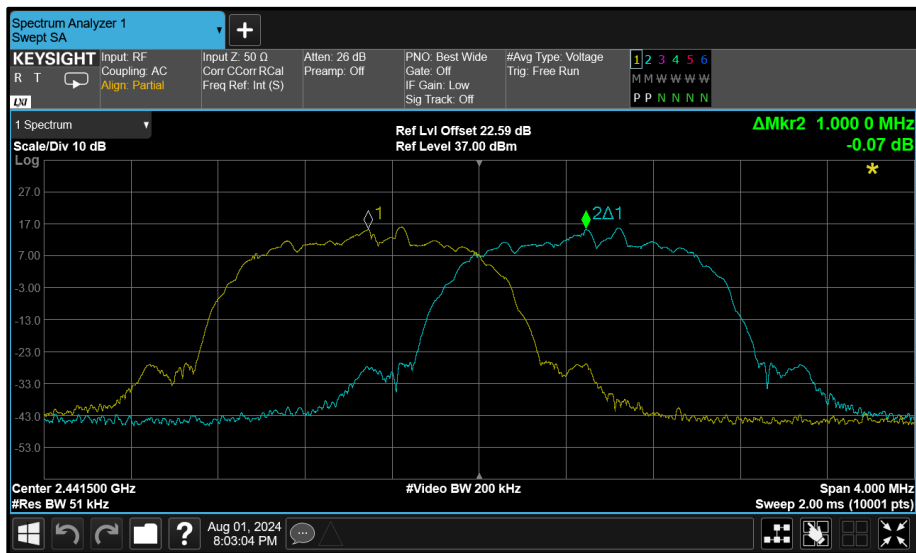 Spectrum Analyzer 1
Swept SA
▼
+
KEYSIGHT
R T
LXI
Input: RF
Coupling: AC
Align: Partial
Input Z: 50 Ω
Corr CCorr RCal
Freq Ref: Int (S)
Atten: 26 dB
Preamp: Off
PNO: Best Wide
Gate: Off
IF Gain: Low
Sig Track: Off
#Avg Type: Voltage
Trig: Free Run
1 2 3 4 5 6
M M W W W W
P P N N N N
1 Spectrum ▼
Scale/Div 10 dB
Ref Lvl Offset 22.59 dB
Ref Level 37.00 dBm
ΔMkr2 1.000 0 MHz
-0.07 dB
Log
*
27.0
17.0
7.00
-3.00
-13.0
-23.0
-33.0
-43.0
-53.0
1
2Δ1
Center 2.441500 GHz
#Res BW 51 kHz
#Video BW 200 kHz
Span 4.000 MHz
Sweep 2.00 ms (10001 pts)
?
Aug 01, 2024
8:03:04 PM